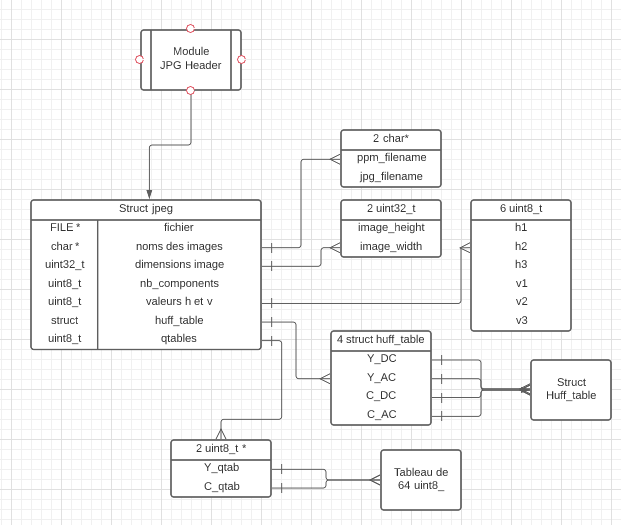 Module
JPG Header
2 char*
ppm_filename
jpg_filename
Struct jpeg
FILE * fichier
char * noms des images
uint32_t dimensions image
uint8_t nb_components
uint8_t valeurs h et v
struct huff_table
uint8_t qtables
2 uint32_t
image_height
image_width
6 uint8_t
h1
h2
h3
v1
v2
v3
4 struct huff_table
Y_DC
Y_AC
C_DC
C_AC
Struct
Huff_table
2 uint8_t *
Y_qtab
C_qtab
Tableau de
64 uint8_